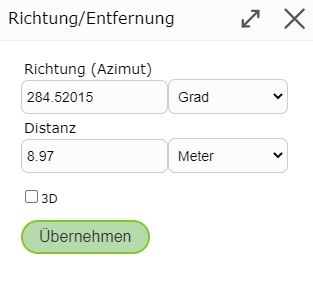 Richtung/Entfernung
Richtung (Azimut)
284.52015 Grad
Distanz
8.97 Meter
3D
Übernehmen